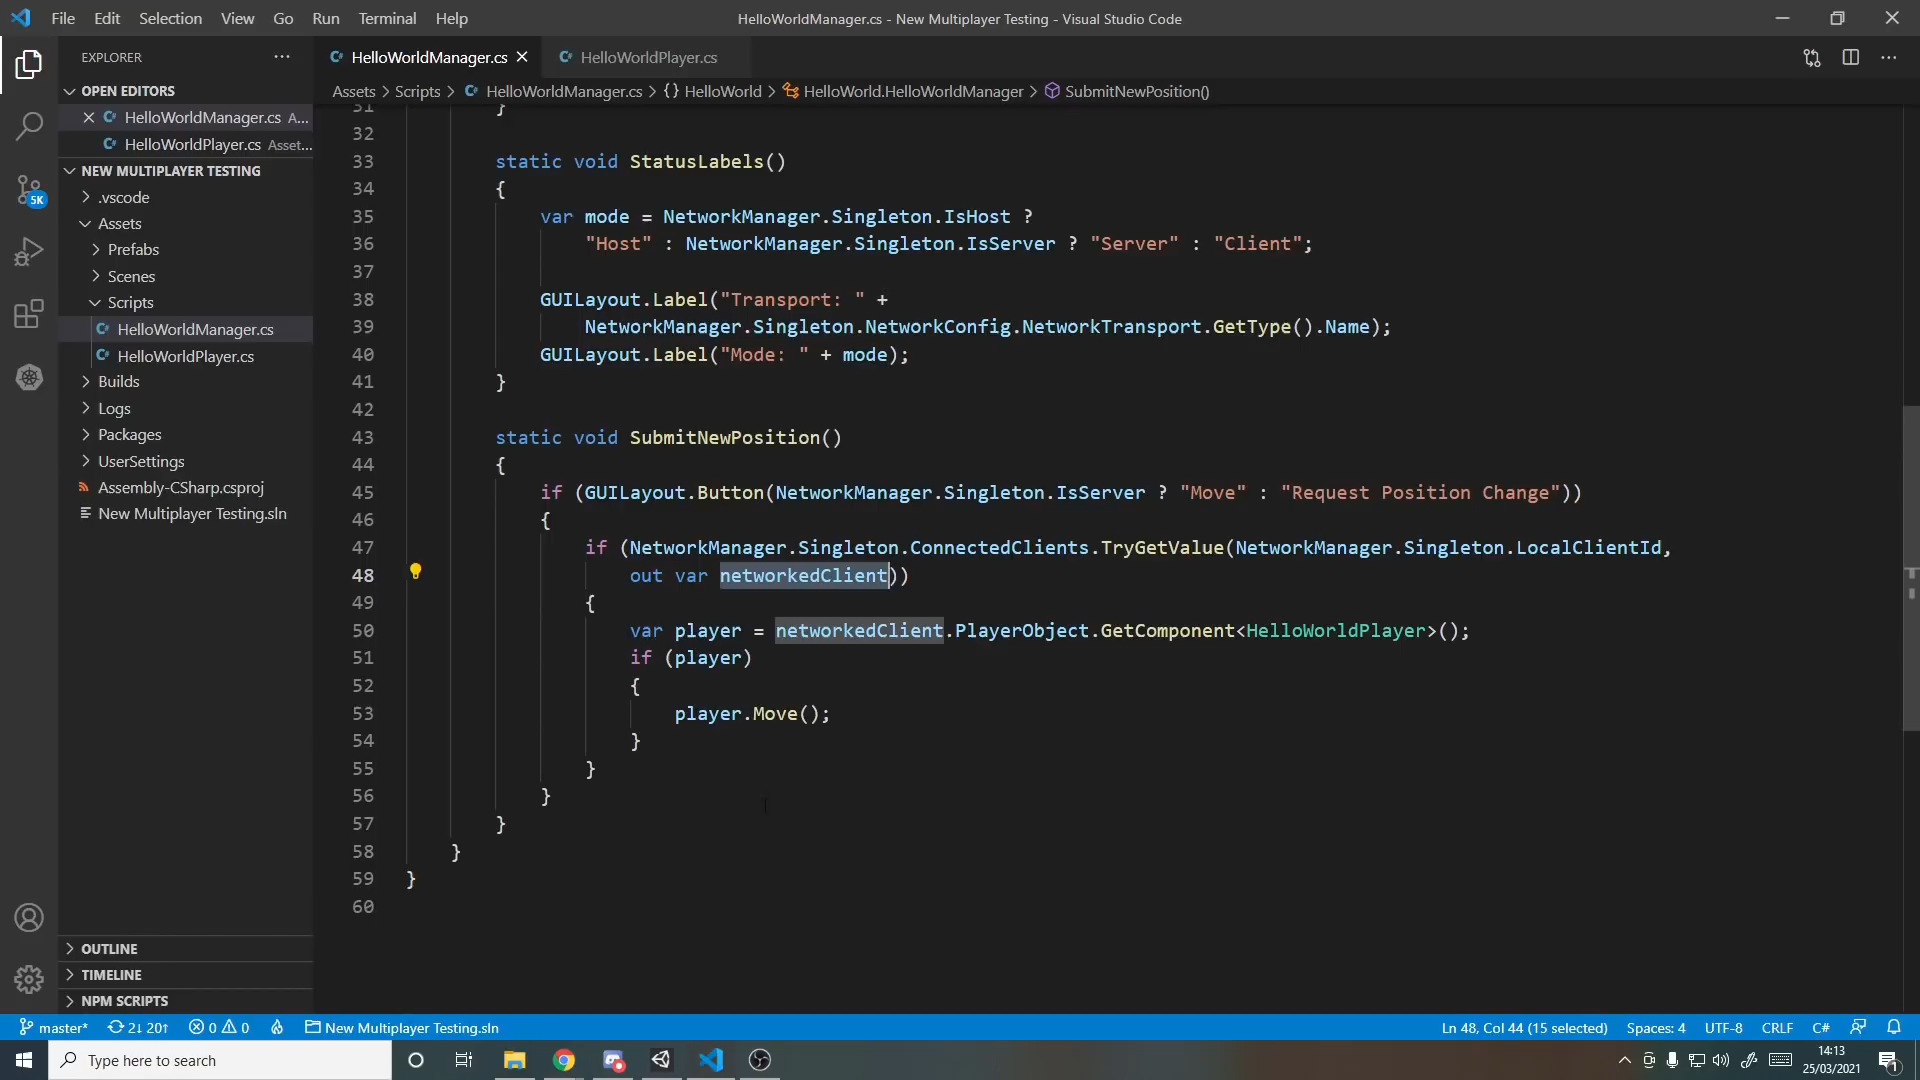 File Edit Selection View Go Run Terminal Help
HelloWorldManager.cs - New Multiplayer Testing - Visual Studio Code
EXPLORER
HelloWorldManager.cs
HelloWorldPlayer.cs
Assets > Scripts > HelloWorldManager.cs > {} HelloWorld > HelloWorld.HelloWorldManager > SubmitNewPosition()
OPEN EDITORS
HelloWorldManager.cs A...
HelloWorldPlayer.cs Asset...
NEW MULTIPLAYER TESTING
.vscode
Assets
Prefabs
Scenes
Scripts
HelloWorldManager.cs
HelloWorldPlayer.cs
Builds
Logs
Packages
UserSettings
Assembly-CSharp.csproj
New Multiplayer Testing.sln
OUTLINE
TIMELINE
NPM SCRIPTS
5K
31 }
32
33 static void StatusLabels()
34 {
35 var mode = NetworkManager.Singleton.IsHost ?
36 "Host" : NetworkManager.Singleton.IsServer ? "Server" : "Client";
37
38 GUILayout.Label("Transport: " +
39 NetworkManager.Singleton.NetworkConfig.NetworkTransport.GetType().Name);
40 GUILayout.Label("Mode: " + mode);
41 }
42
43 static void SubmitNewPosition()
44 {
45 if (GUILayout.Button(NetworkManager.Singleton.IsServer ? "Move" : "Request Position Change"))
46 {
47 if (NetworkManager.Singleton.ConnectedClients.TryGetValue(NetworkManager.Singleton.LocalClientId,
48 out var networkedClient))
49 {
50 var player = networkedClient.PlayerObject.GetComponent<HelloWorldPlayer>();
51 if (player)
52 {
53 player.Move();
54 }
55 }
56 }
57 }
58 }
59 }
60
master* 2↓ 20↑ 0 0 New Multiplayer Testing.sln
Ln 48, Col 44 (15 selected) Spaces: 4 UTF-8 CRLF C#
Type here to search
14:13
25/03/2021
1